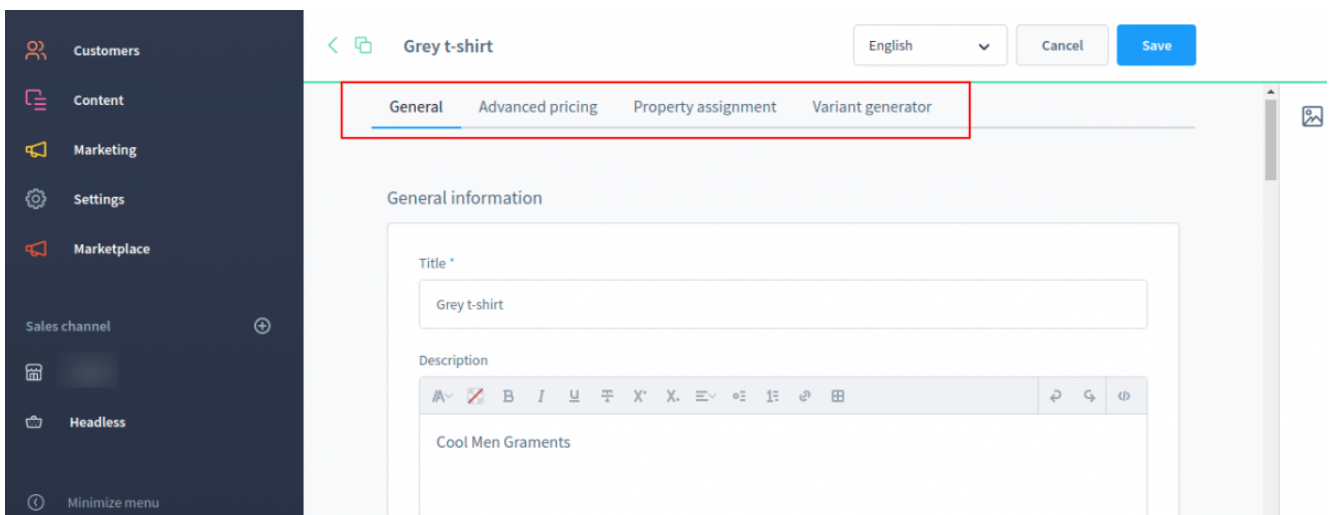 Customers
Content
Marketing
Settings
Marketplace
Sales channel
Headless
Minimize menu
Grey t-shirt
English
Cancel
Save
General
Advanced pricing
Property assignment
Variant generator
General information
Title *
Grey t-shirt
Description
Cool Men Graments